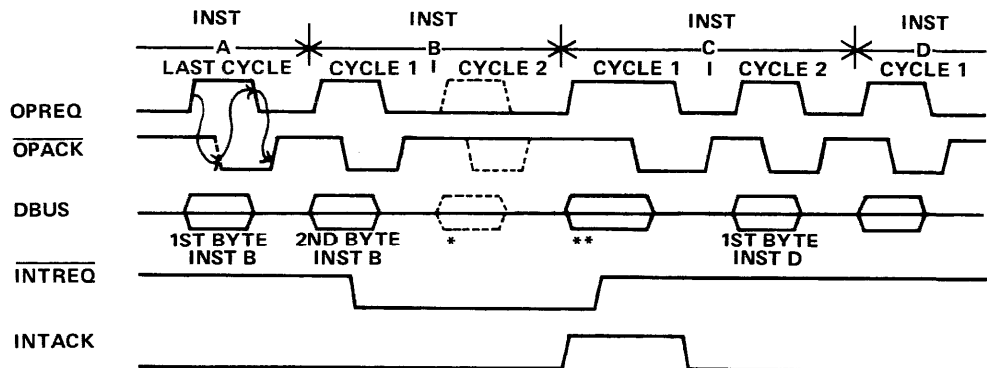 INST INST INST INST
A B C D
LAST CYCLE CYCLE 1 I CYCLE 2 CYCLE 1 I CYCLE 2 CYCLE 1
OPREQ
OPACK
DBUS
1ST BYTE 2ND BYTE * ** 1ST BYTE
INST B INST B INST D
INTREQ
INTACK